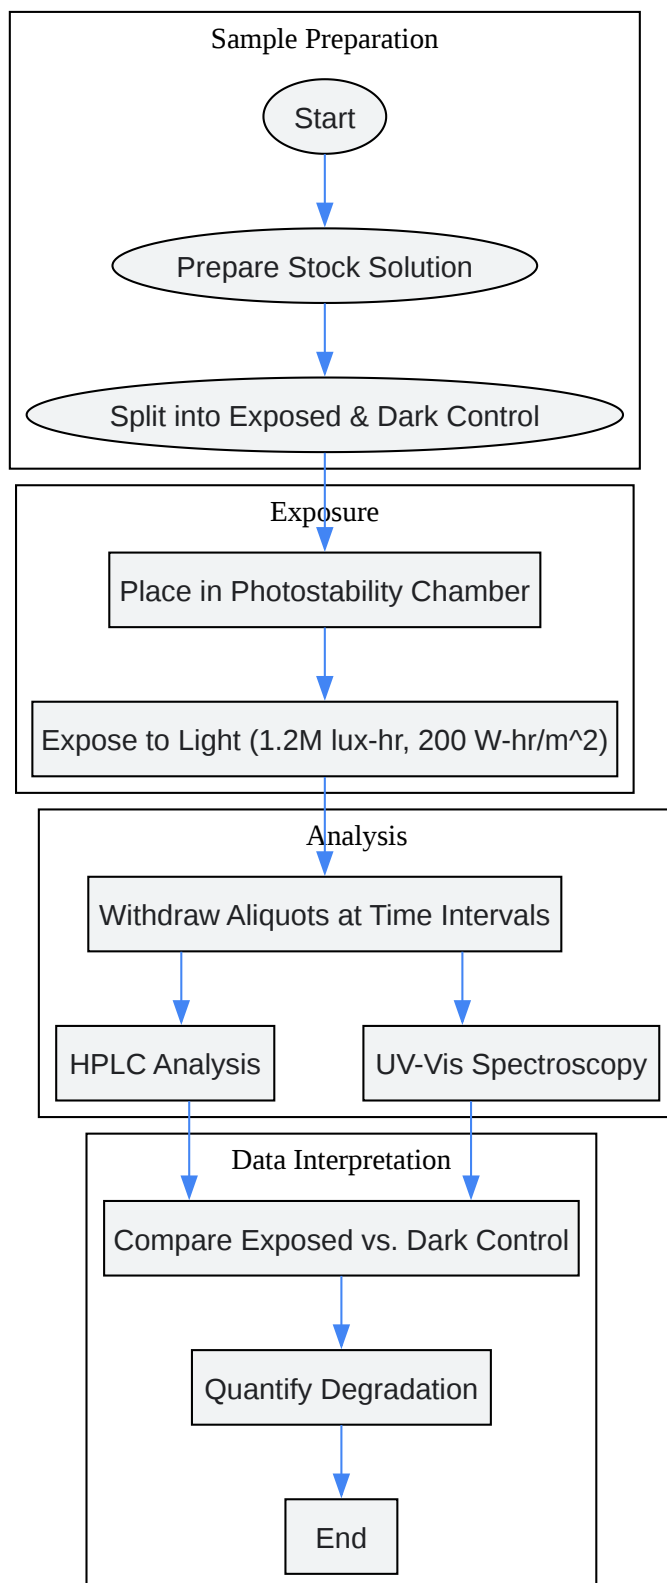 Sample Preparation
Start
Prepare Stock Solution
Split into Exposed & Dark Control
Exposure
Place in Photostability Chamber
Expose to Light (1.2M lux-hr, 200 W-hr/m^2)
Analysis
Withdraw Aliquots at Time Intervals
HPLC Analysis
UV-Vis Spectroscopy
Data Interpretation
Compare Exposed vs. Dark Control
Quantify Degradation
End